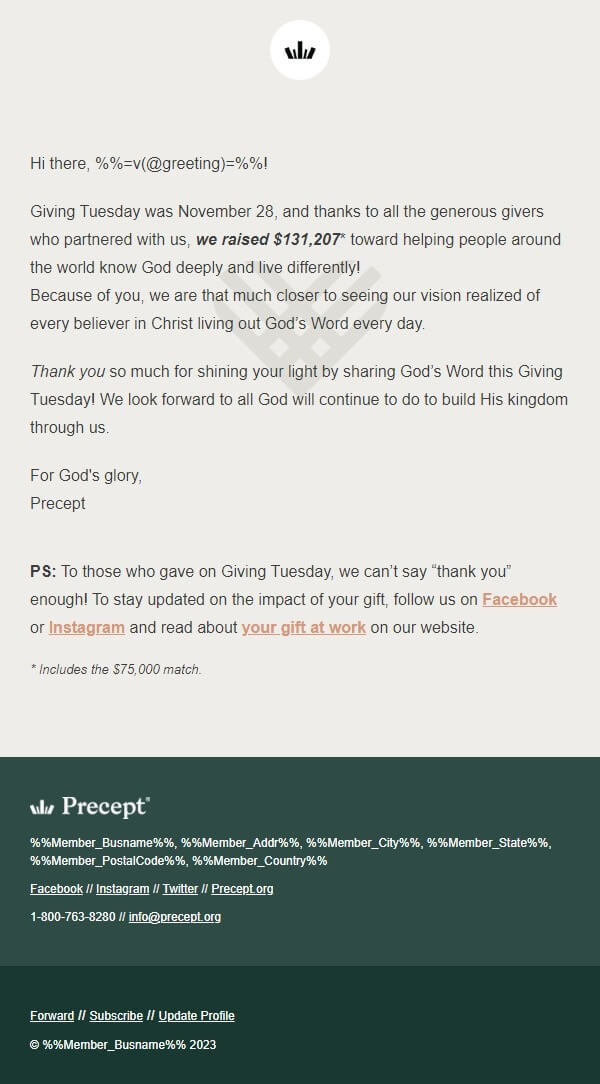 Hi there, %%=v(@greeting)=%%!
Giving Tuesday was November 28, and thanks to all the generous givers
who partnered with us, we raised $131,207* toward helping people around
the world know God deeply and live differently!
Because of you, we are that much closer to seeing our vision realized of
every believer in Christ living out God’s Word every day.
Thank you so much for shining your light by sharing God’s Word this Giving
Tuesday! We look forward to all God will continue to do to build His kingdom
through us.
For God's glory,
Precept
PS: To those who gave on Giving Tuesday, we can’t say “thank you”
enough! To stay updated on the impact of your gift, follow us on Facebook
or Instagram and read about your gift at work on our website.
* Includes the $75,000 match.
Precept®
%%Member_Busname%%, %%Member_Addr%%, %%Member_City%%, %%Member_State%%,
%%Member_PostalCode%%, %%Member_Country%%
Facebook // Instagram // Twitter // Precept.org
1-800-763-8280 // info@precept.org
Forward // Subscribe // Update Profile
© %%Member_Busname%% 2023